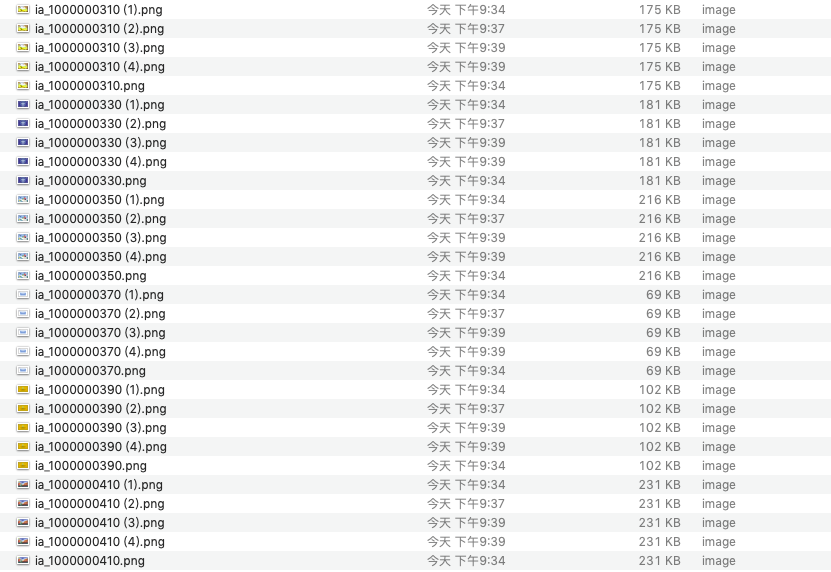 ia_1000000310 (1).png 今天 下午9:34 175 KB image
ia_1000000310 (2).png 今天 下午9:37 175 KB image
ia_1000000310 (3).png 今天 下午9:39 175 KB image
ia_1000000310 (4).png 今天 下午9:39 175 KB image
ia_1000000310.png 今天 下午9:34 175 KB image
ia_1000000330 (1).png 今天 下午9:34 181 KB image
ia_1000000330 (2).png 今天 下午9:37 181 KB image
ia_1000000330 (3).png 今天 下午9:39 181 KB image
ia_1000000330 (4).png 今天 下午9:39 181 KB image
ia_1000000330.png 今天 下午9:34 181 KB image
ia_1000000350 (1).png 今天 下午9:34 216 KB image
ia_1000000350 (2).png 今天 下午9:37 216 KB image
ia_1000000350 (3).png 今天 下午9:39 216 KB image
ia_1000000350 (4).png 今天 下午9:39 216 KB image
ia_1000000350.png 今天 下午9:34 216 KB image
ia_1000000370 (1).png 今天 下午9:34 69 KB image
ia_1000000370 (2).png 今天 下午9:37 69 KB image
ia_1000000370 (3).png 今天 下午9:39 69 KB image
ia_1000000370 (4).png 今天 下午9:39 69 KB image
ia_1000000370.png 今天 下午9:34 69 KB image
ia_1000000390 (1).png 今天 下午9:34 102 KB image
ia_1000000390 (2).png 今天 下午9:37 102 KB image
ia_1000000390 (3).png 今天 下午9:39 102 KB image
ia_1000000390 (4).png 今天 下午9:39 102 KB image
ia_1000000390.png 今天 下午9:34 102 KB image
ia_1000000410 (1).png 今天 下午9:34 231 KB image
ia_1000000410 (2).png 今天 下午9:37 231 KB image
ia_1000000410 (3).png 今天 下午9:39 231 KB image
ia_1000000410 (4).png 今天 下午9:39 231 KB image
ia_1000000410.png 今天 下午9:34 231 KB image